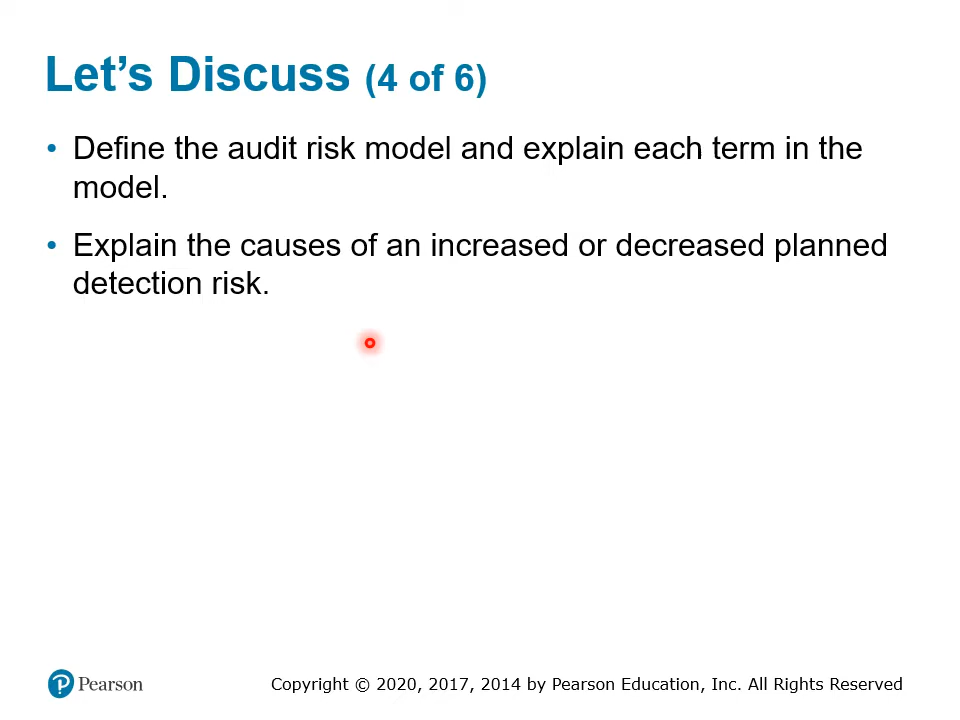 Let’s Discuss (4 of 6)
• Define the audit risk model and explain each term in the
model.
• Explain the causes of an increased or decreased planned
detection risk.
Pearson
Copyright © 2020, 2017, 2014 by Pearson Education, Inc. All Rights Reserved